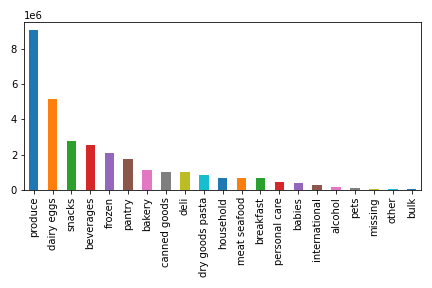 1e6
8
6
4
2
0
produce
dairy eggs
snacks
beverages
frozen
pantry
bakery
canned goods
deli
dry goods pasta
household
meat seafood
breakfast
personal care
babies
international
alcohol
pets
missing
other
bulk